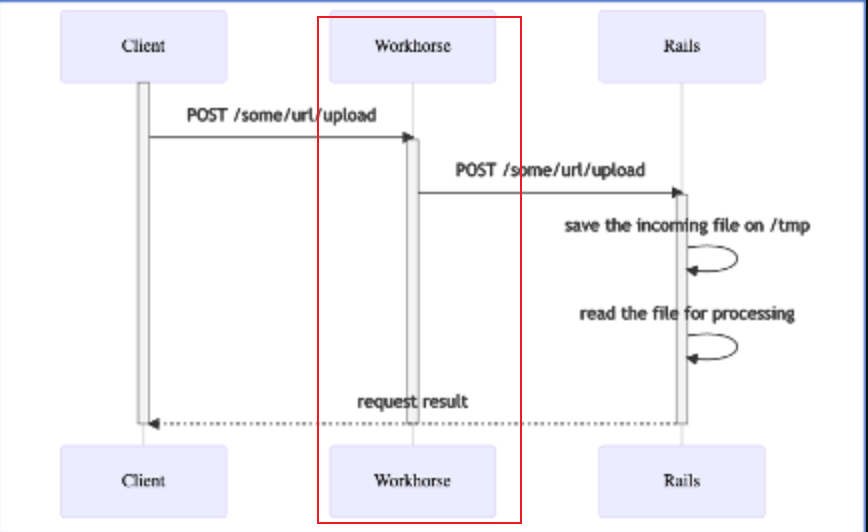 Client
Workhorse
Rails
POST /some/url/upload
POST /some/url/upload
save the incoming file on /tmp
read the file for processing
request result
Client
Workhorse
Rails